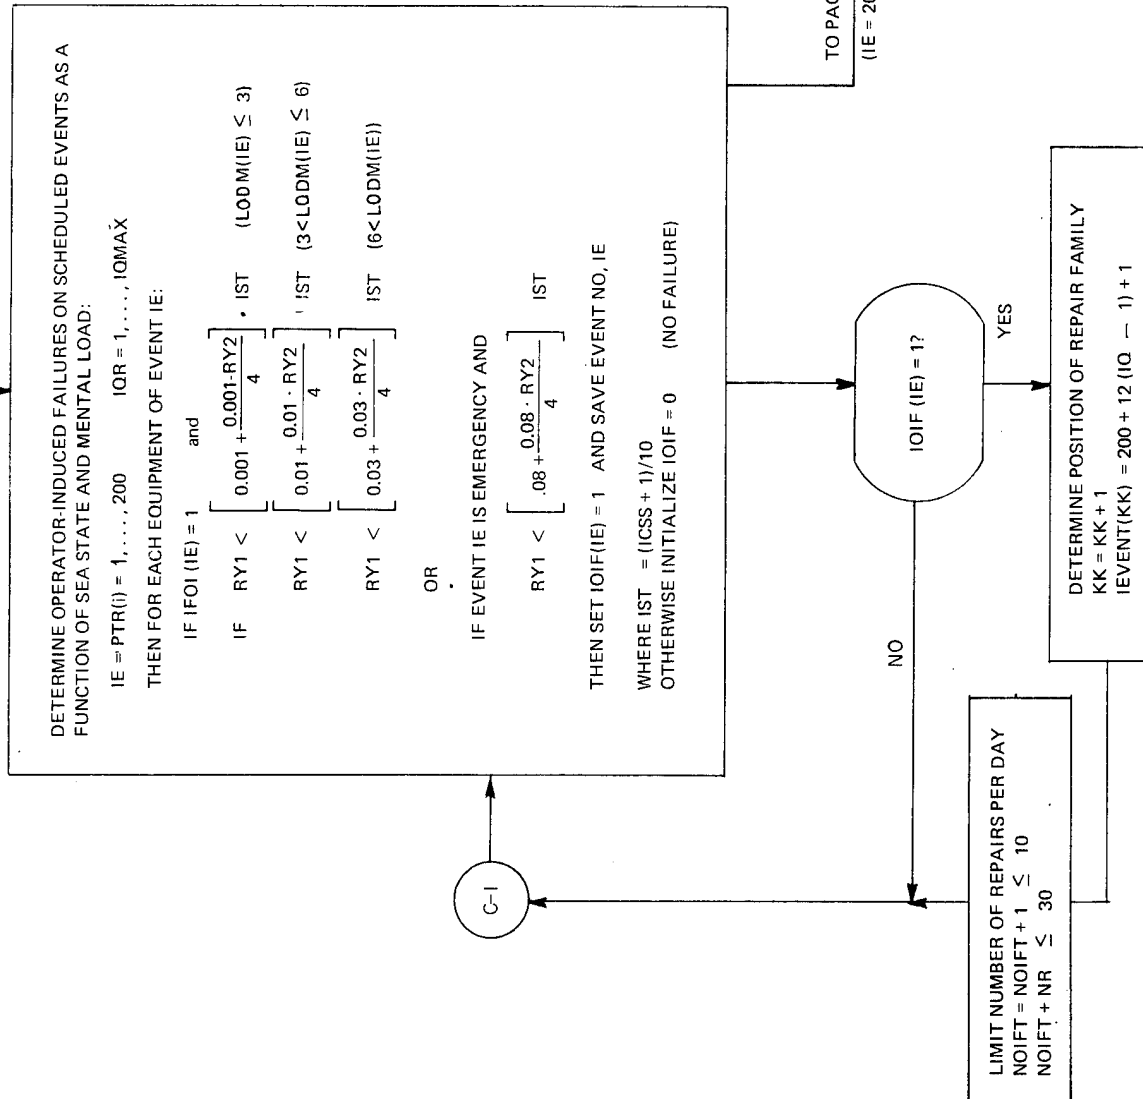 DETERMINE OPERATOR-INDUCED FAILURES ON SCHEDULED EVENTS AS A
FUNCTION OF SEA STATE AND MENTAL LOAD:
IE = PTR(i) = 1, . . . , 200 IQR = 1, . . . , IQMAX
THEN FOR EACH EQUIPMENT OF EVENT IE:
IF IFOI (IE) = 1 and
IF RY1 < [ 0.001 + 0.001·RY2 / 4 ] · IST (LODM(IE) ≤ 3)
RY1 < [ 0.01 + 0.01 · RY2 / 4 ] IST (3<LODM(IE) ≤ 6)
RY1 < [ 0.03 + 0.03 · RY2 / 4 ] IST (6<LODM(IE))
OR
IF EVENT IE IS EMERGENCY AND
RY1 < [ .08 + 0.08 · RY2 / 4 ] IST
THEN SET IOIF(IE) = 1 AND SAVE EVENT NO, IE
WHERE IST = (ICSS + 1)/10
OTHERWISE INITIALIZE IOIF = 0 (NO FAILURE)
TO PAG
(IE = 20
C-I
IOIF (IE) = 1?
NO
YES
DETERMINE POSITION OF REPAIR FAMILY
KK = KK + 1
IEVENT(KK) = 200 + 12 (IQ — 1) + 1
LIMIT NUMBER OF REPAIRS PER DAY
NOIFT = NOIFT + 1 ≤ 10
NOIFT + NR ≤ 30